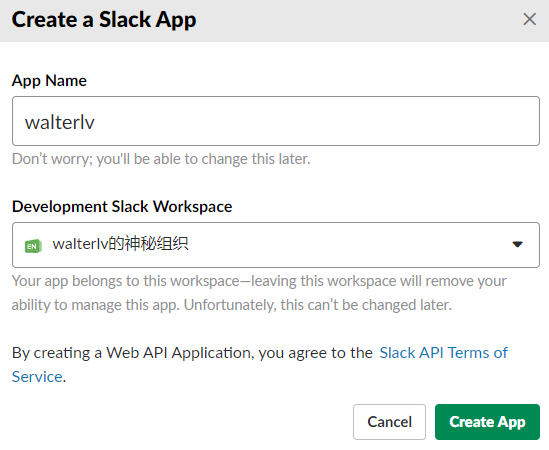 Create a Slack App
App Name
walterlv
Don't worry; you'll be able to change this later.
Development Slack Workspace
EN walterlv的神秘组织
Your app belongs to this workspace—leaving this workspace will remove your
ability to manage this app. Unfortunately, this can't be changed later.
By creating a Web API Application, you agree to the Slack API Terms of
Service.
Cancel Create App